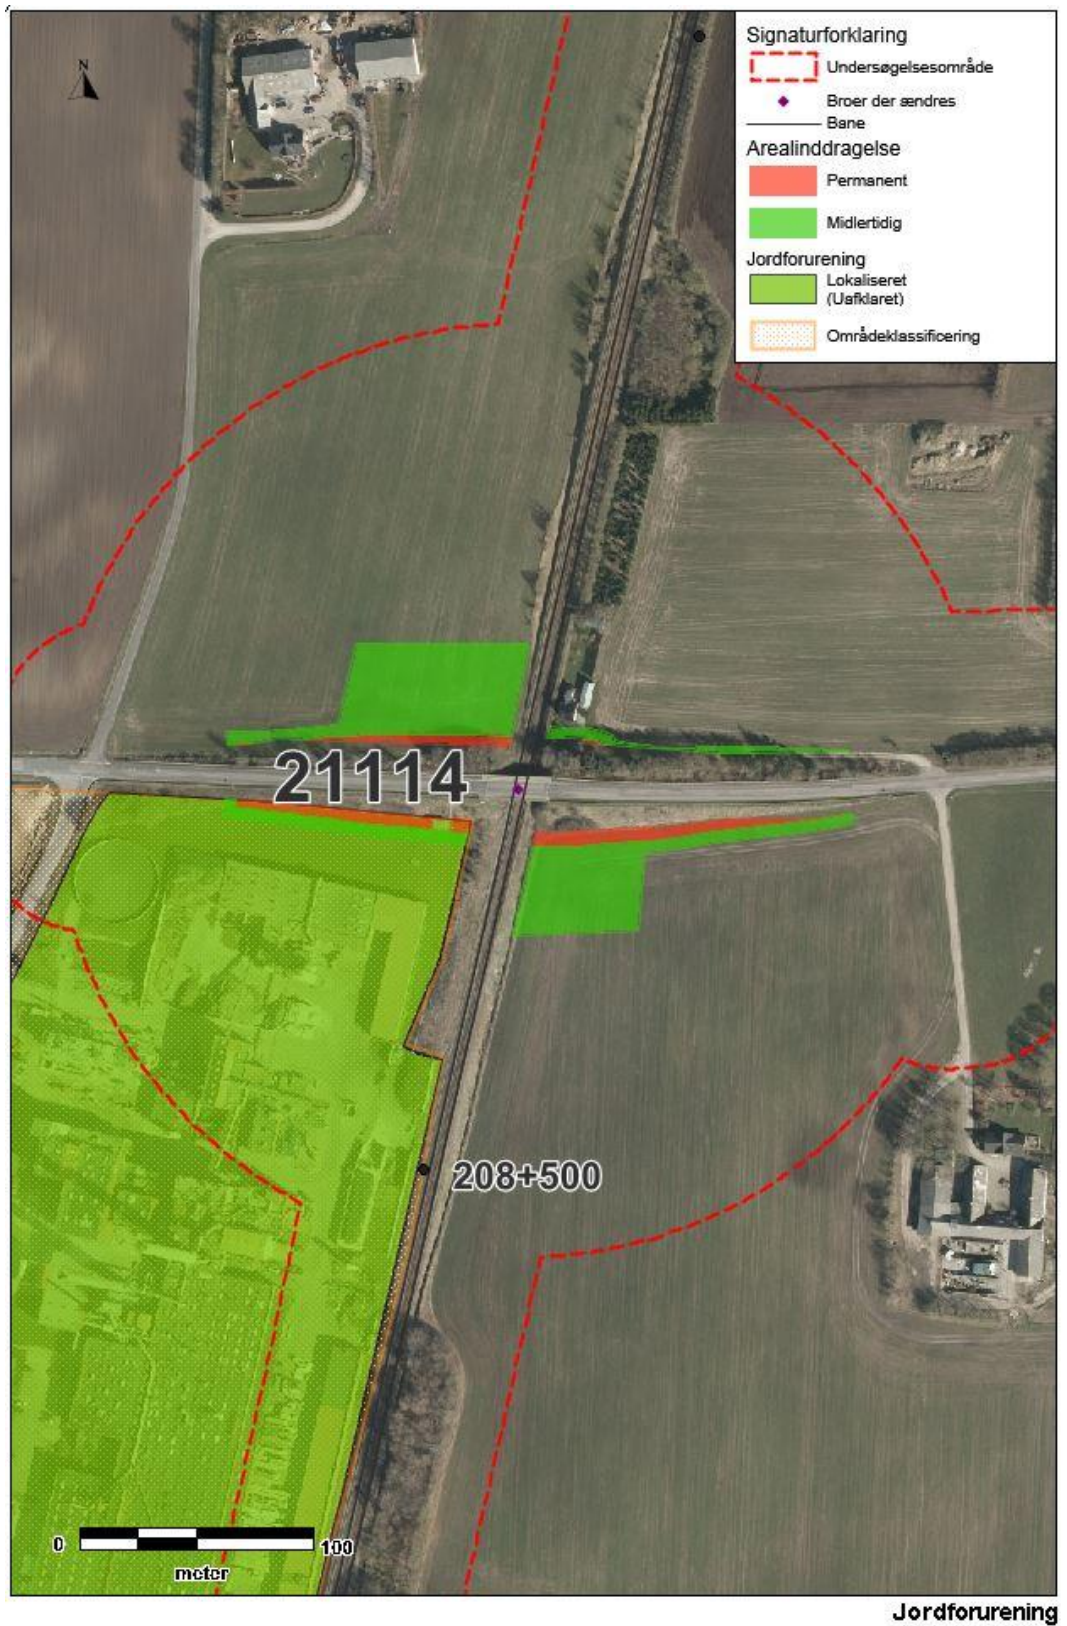 N
Signaturforklaring
Undersøgelsesområde
Broer der ændres
Bane
Arealinddragelse
Permanent
Midlertidig
Jordforurening
Lokaliseret
(Uafklaret)
Områdeklassificering
21114
208+500
0 100
meter
Jordforurening